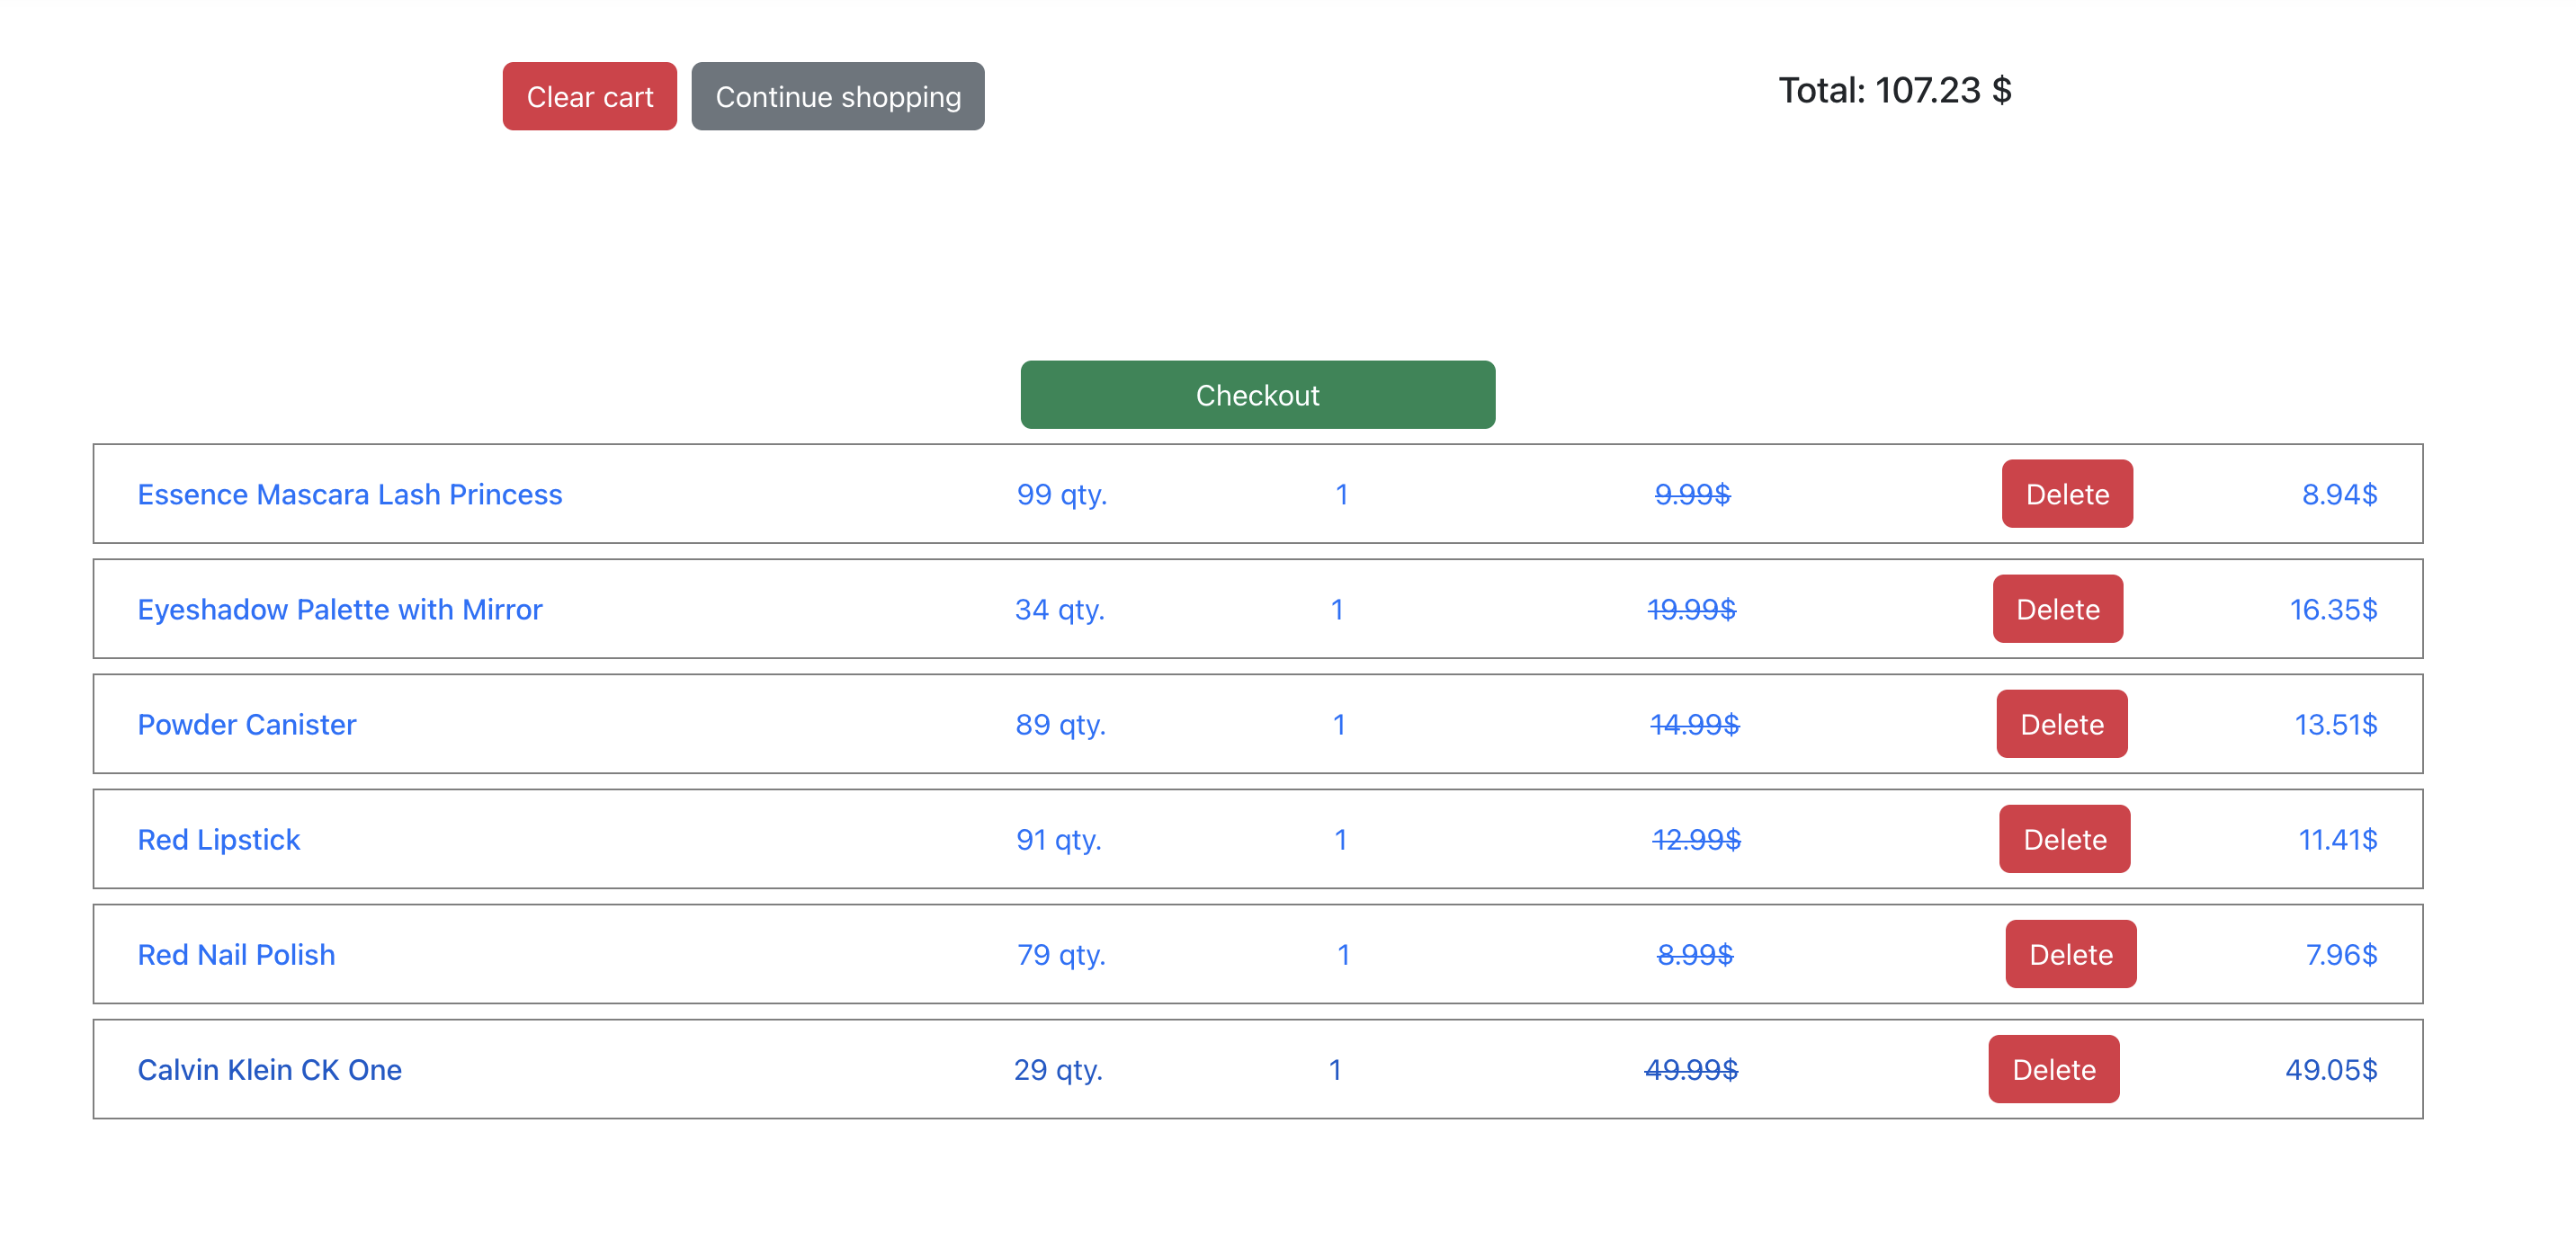 Clear cart Continue shopping Total: 107.23 $
Checkout
Essence Mascara Lash Princess 99 qty. 1 9.99$ Delete 8.94$
Eyeshadow Palette with Mirror 34 qty. 1 19.99$ Delete 16.35$
Powder Canister 89 qty. 1 14.99$ Delete 13.51$
Red Lipstick 91 qty. 1 12.99$ Delete 11.41$
Red Nail Polish 79 qty. 1 8.99$ Delete 7.96$
Calvin Klein CK One 29 qty. 1 49.99$ Delete 49.05$